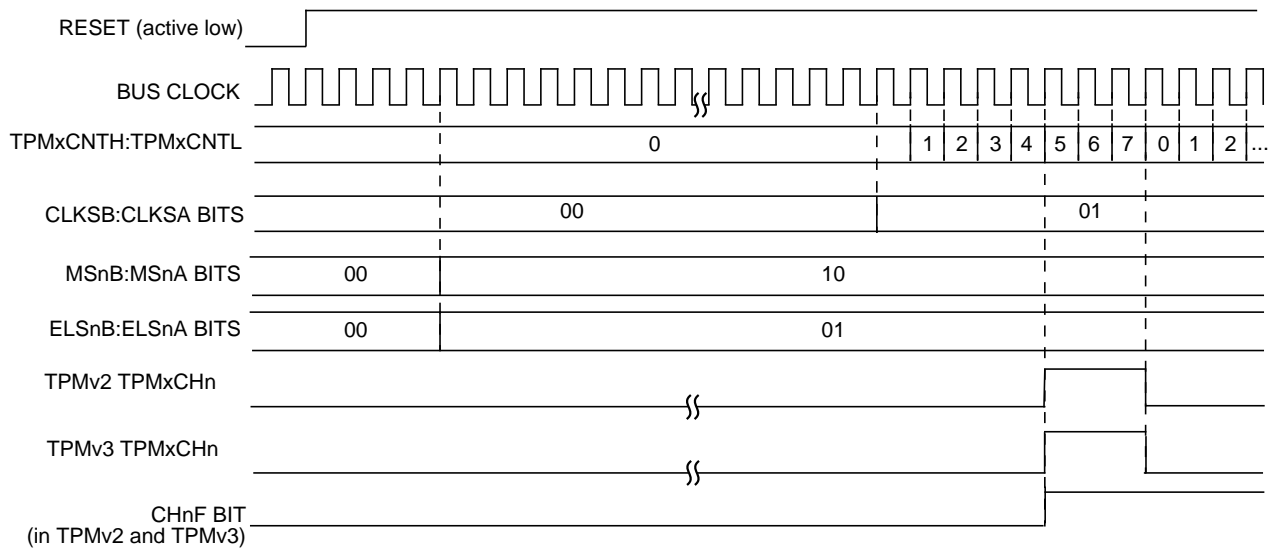 RESET (active low)
BUS CLOCK
TPMxCNTH:TPMxCNTL 0 1 2 3 4 5 6 7 0 1 2 ...
CLKSB:CLKSA BITS 00 01
MSnB:MSnA BITS 00 10
ELSnB:ELSnA BITS 00 01
TPMv2 TPMxCHn
TPMv3 TPMxCHn
CHnF BIT
(in TPMv2 and TPMv3)